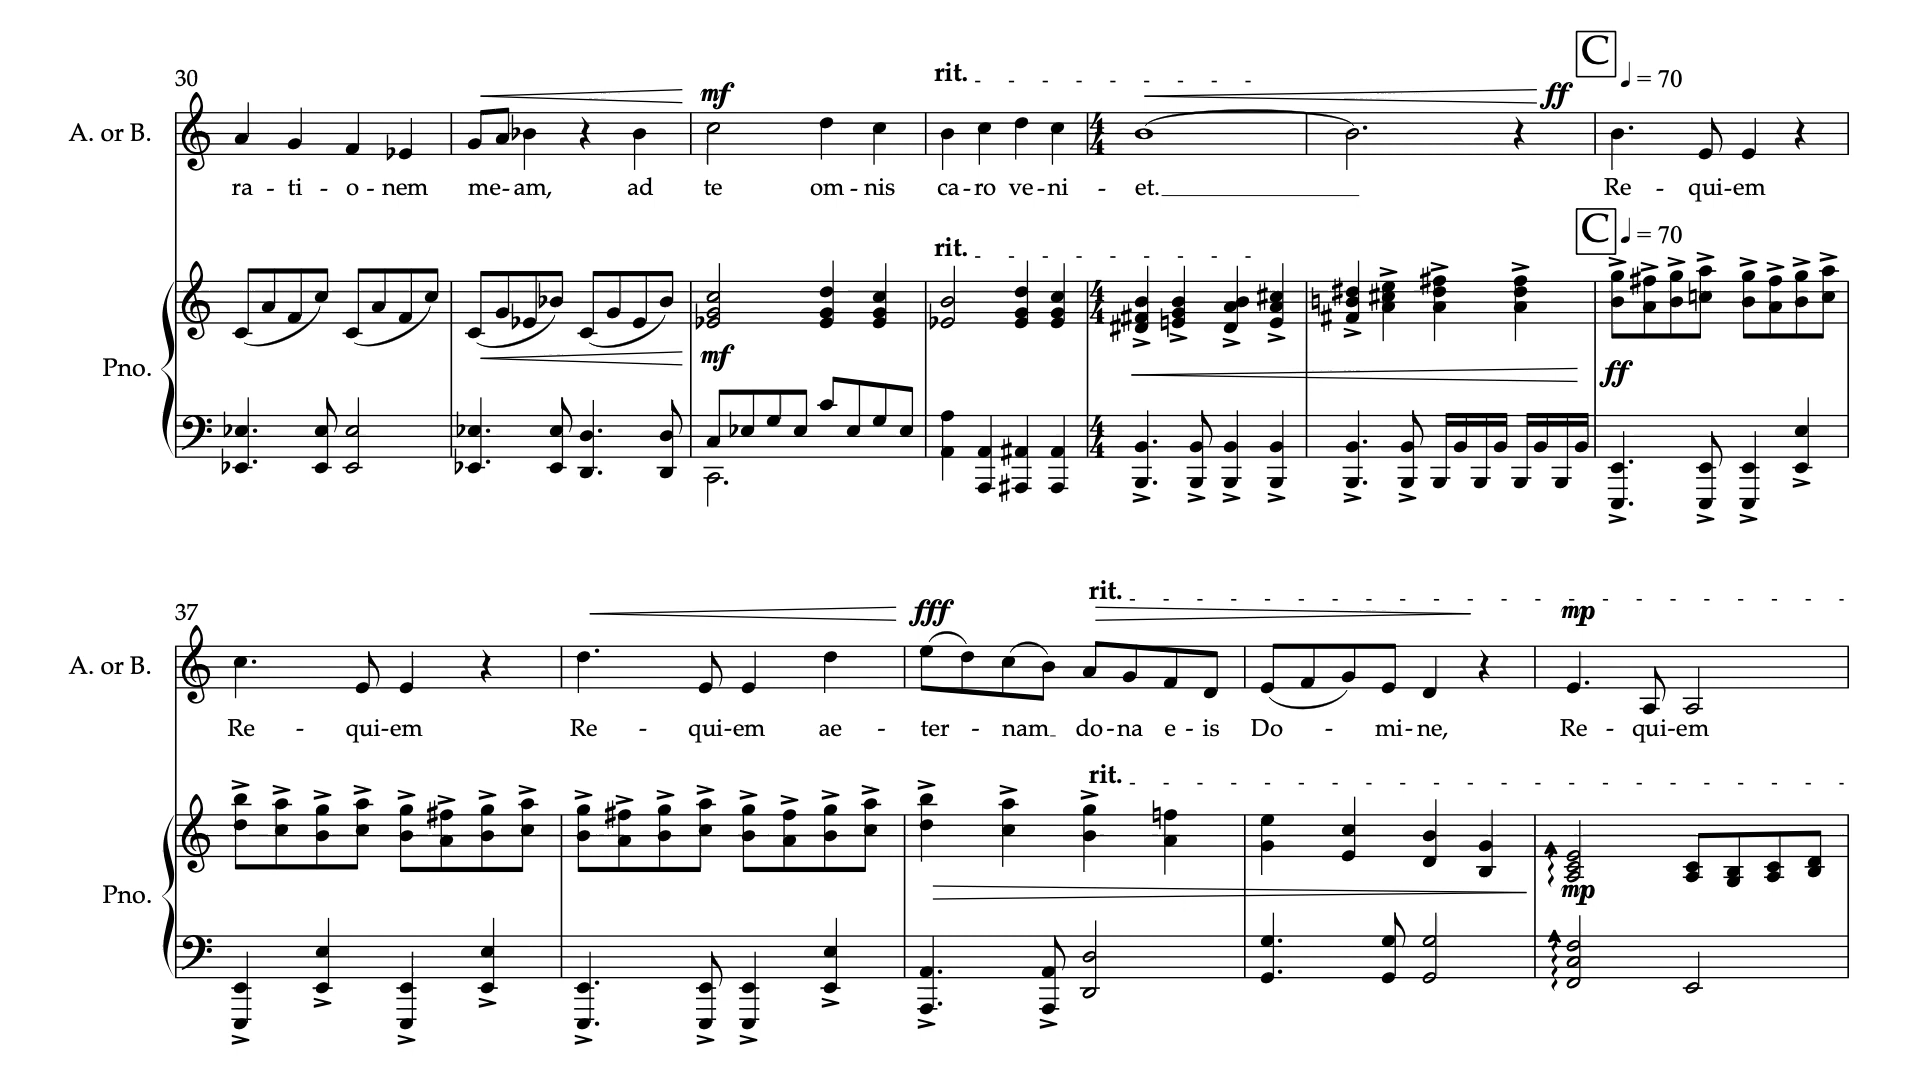 C
30 rit. ♩ = 70
mf ff
A. or B.
ra - ti - o - nem me - am, ad te om - nis ca - ro ve - ni - et. Re - qui - em
C
rit. ♩ = 70
mf ff
Pno.
4 4
rit.
37 fff mp
A. or B.
Re - qui - em Re - qui - em ae - ter - nam do - na e - is Do - mi - ne, Re - qui - em
rit.
Pno.
mp